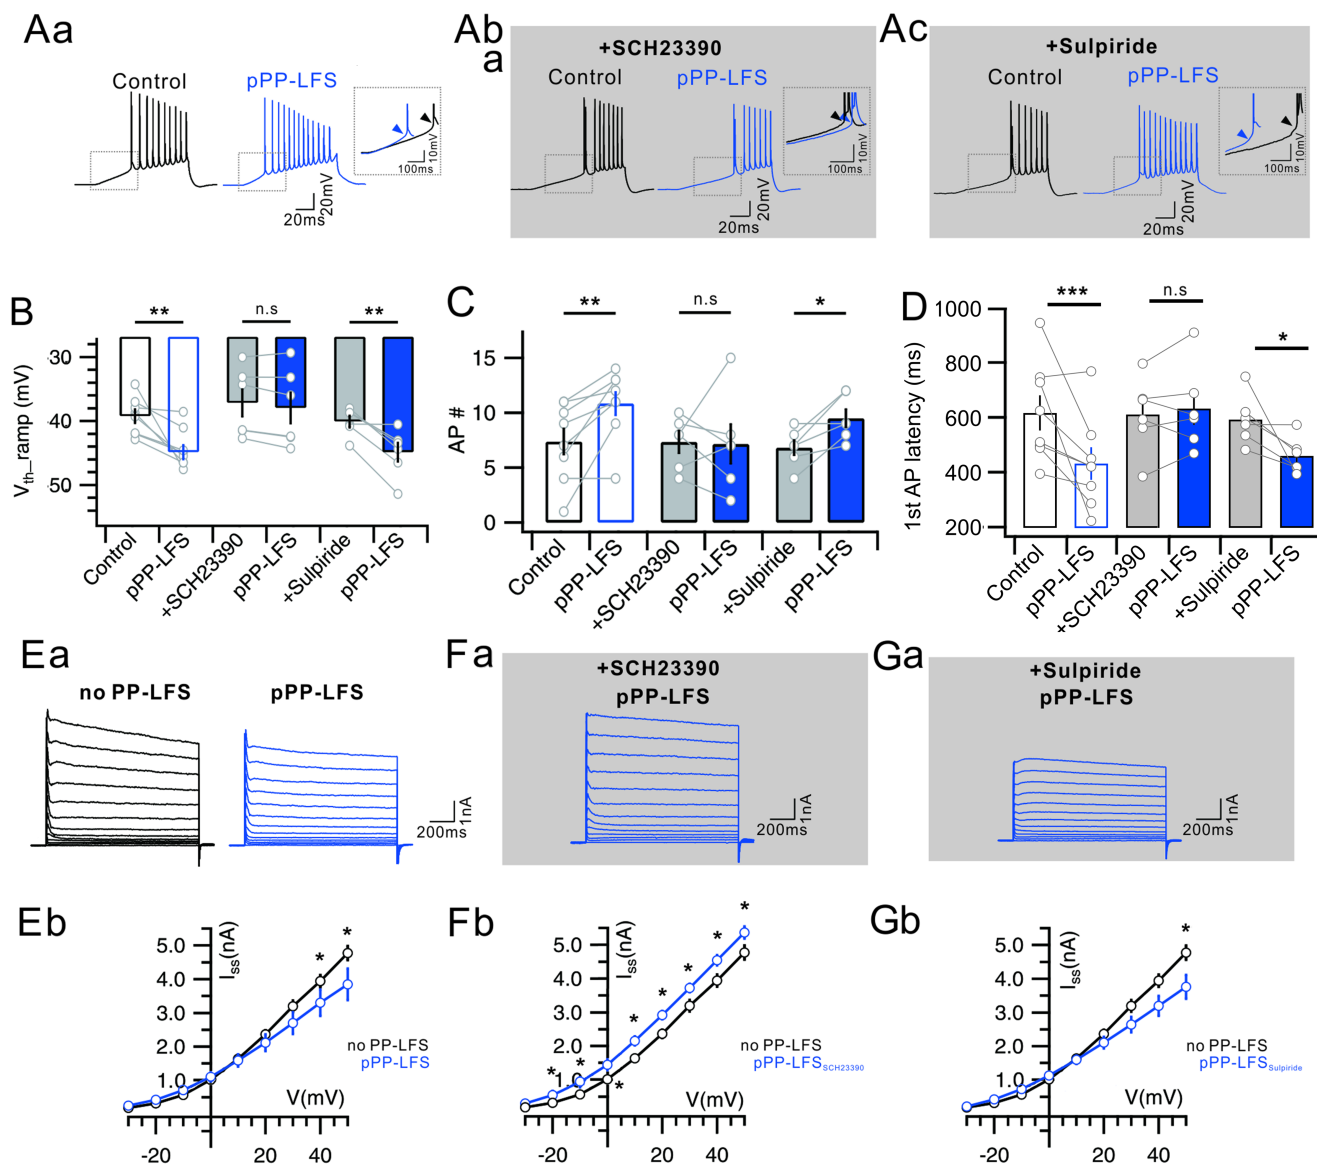 Aa
Control
pPP-LFS
10mV
100ms
20mV
20ms
Ab
a
+SCH23390
Control
pPP-LFS
10mV
100ms
20mV
20ms
Ac
+Sulpiride
Control
pPP-LFS
10mV
100ms
20mV
20ms
B
** n.s **
-30
-40
-50
Vth_ramp (mV)
Control
pPP-LFS
+SCH23390
pPP-LFS
+Sulpiride
pPP-LFS
C
** n.s *
15
10
5
0
AP #
Control
pPP-LFS
+SCH23390
pPP-LFS
+Sulpiride
pPP-LFS
D
*** n.s *
1000
800
600
400
200
1st AP latency (ms)
Control
pPP-LFS
+SCH23390
pPP-LFS
+Sulpiride
pPP-LFS
Ea
no PP-LFS
pPP-LFS
200ms
1nA
Fa
+SCH23390
pPP-LFS
200ms
1nA
Ga
+Sulpiride
pPP-LFS
200ms
1nA
Eb
Iss(nA)
* *
5.0
4.0
3.0
2.0
1.0
no PP-LFS
pPP-LFS
V(mV)
-20 20 40
Fb
Iss(nA)
* * * * * * * *
5.0
4.0
3.0
2.0
1.0
no PP-LFS
pPP-LFSSCH23390
V(mV)
-20 0 20 40
Gb
Iss(nA)
*
5.0
4.0
3.0
2.0
1.0
no PP-LFS
pPP-LFSSulpiride
V(mV)
-20 20 40